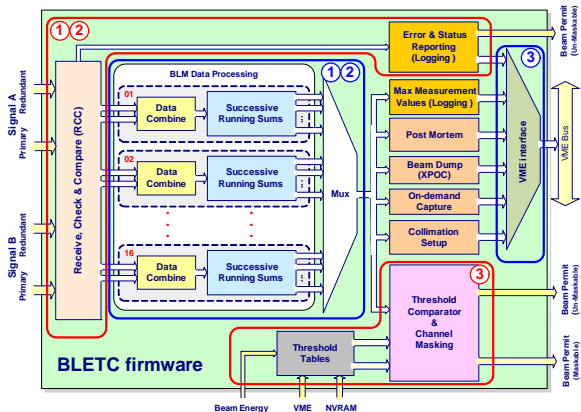 1 2
Error & Status
Reporting
(Logging)
Beam Permit
(Un-Maskable)
BLM Data Processing
1 2
3
Signal A
Primary Redundant
Signal B
Primary Redundant
Receive, Check & Compare (RCC)
01
Data
Combine
Successive
Running Sums
...
02
Data
Combine
Successive
Running Sums
...
16
Data
Combine
Successive
Running Sums
...
Mux
Max Measurement
Values (Logging)
Post Mortem
Beam Dump
(XPOC)
On-demand
Capture
Collimation
Setup
VME interface
VME Bus
3
Threshold
Comparator
&
Channel
Masking
Beam Permit
(Un-Maskable)
Beam Permit
(Maskable)
Threshold
Tables
BLETC firmware
Beam Energy
VME
NVRAM